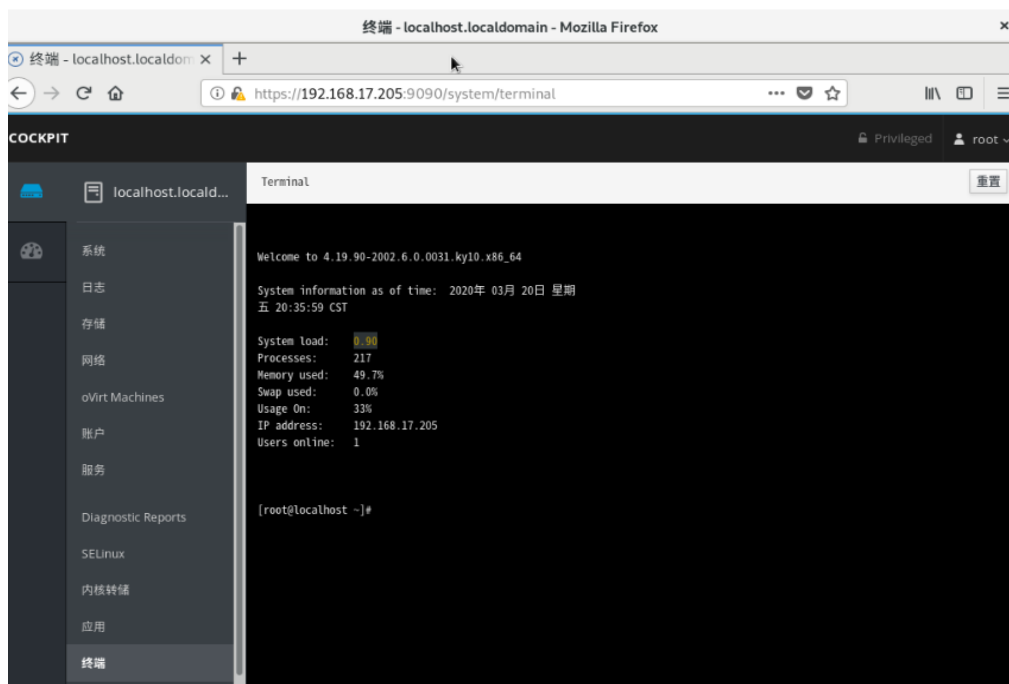 终端 - localhost.localdomain - Mozilla Firefox
终端 - localhost.localdom
https://192.168.17.205:9090/system/terminal
COCKPIT
Privileged
root
localhost.locald...
Terminal
重置
系统
日志
存储
网络
oVirt Machines
账户
服务
Diagnostic Reports
SELinux
内核转储
应用
终端
Welcome to 4.19.90-2002.6.0.0031.ky10.x86_64
System information as of time: 2020年 03月 20日 星期
五 20:35:59 CST
System load: 0.90
Processes: 217
Memory used: 49.7%
Swap used: 0.0%
Usage On: 33%
IP address: 192.168.17.205
Users online: 1
[root@localhost ~]#